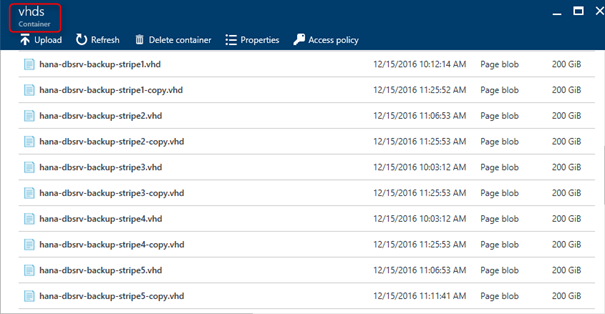 vhds
Container
Upload Refresh Delete container Properties Access policy
hana-dbsrv-backup-stripe1.vhd 12/15/2016 10:12:14 AM Page blob 200 GiB
hana-dbsrv-backup-stripe1-copy.vhd 12/15/2016 11:25:52 AM Page blob 200 GiB
hana-dbsrv-backup-stripe2.vhd 12/15/2016 11:06:53 AM Page blob 200 GiB
hana-dbsrv-backup-stripe2-copy.vhd 12/15/2016 11:25:53 AM Page blob 200 GiB
hana-dbsrv-backup-stripe3.vhd 12/15/2016 10:03:12 AM Page blob 200 GiB
hana-dbsrv-backup-stripe3-copy.vhd 12/15/2016 11:25:53 AM Page blob 200 GiB
hana-dbsrv-backup-stripe4.vhd 12/15/2016 10:03:12 AM Page blob 200 GiB
hana-dbsrv-backup-stripe4-copy.vhd 12/15/2016 11:25:53 AM Page blob 200 GiB
hana-dbsrv-backup-stripe5.vhd 12/15/2016 11:06:53 AM Page blob 200 GiB
hana-dbsrv-backup-stripe5-copy.vhd 12/15/2016 11:11:41 AM Page blob 200 GiB